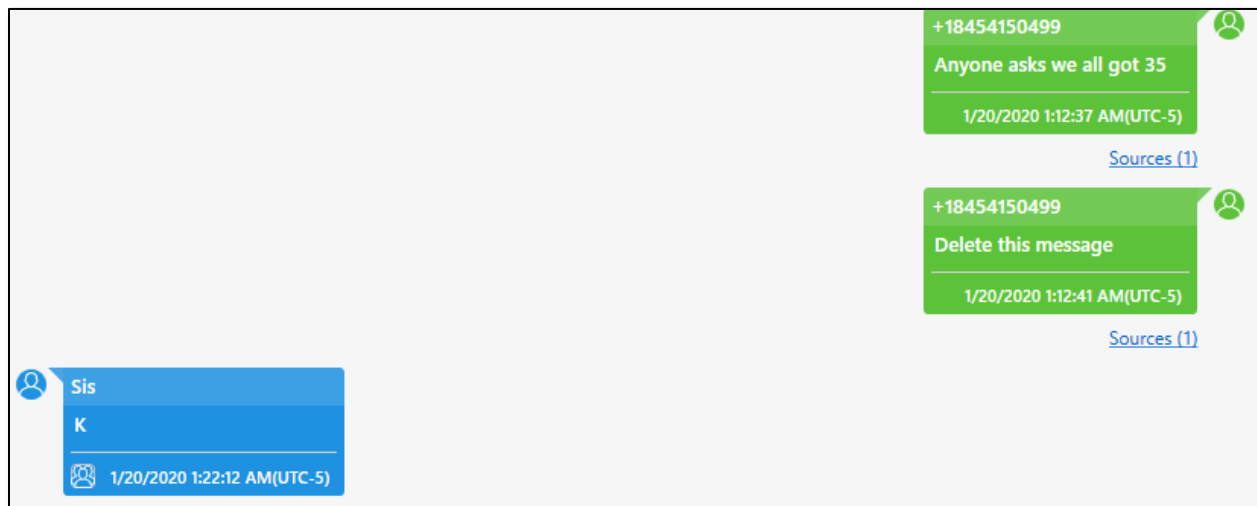 +18454150499
Anyone asks we all got 35
1/20/2020 1:12:37 AM(UTC-5)
Sources (1)
+18454150499
Delete this message
1/20/2020 1:12:41 AM(UTC-5)
Sources (1)
Sis
K
1/20/2020 1:22:12 AM(UTC-5)